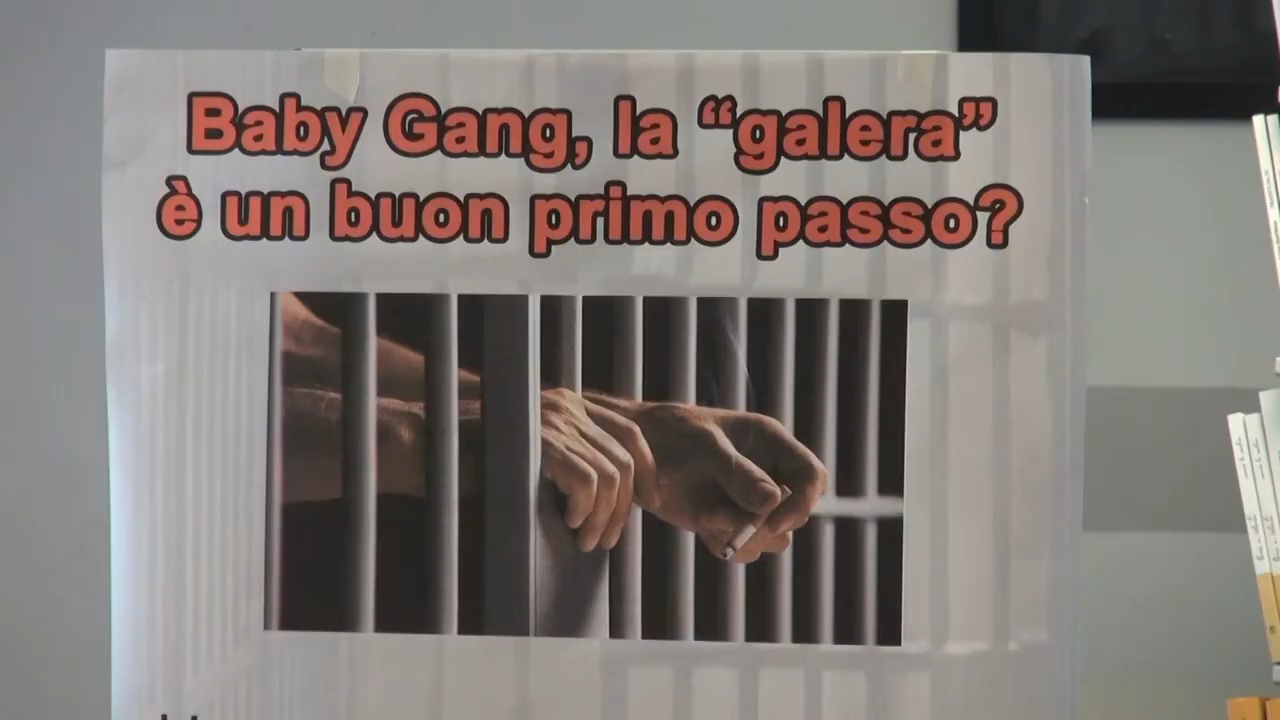 Baby Gang, la “galera”
è un buon primo passo?